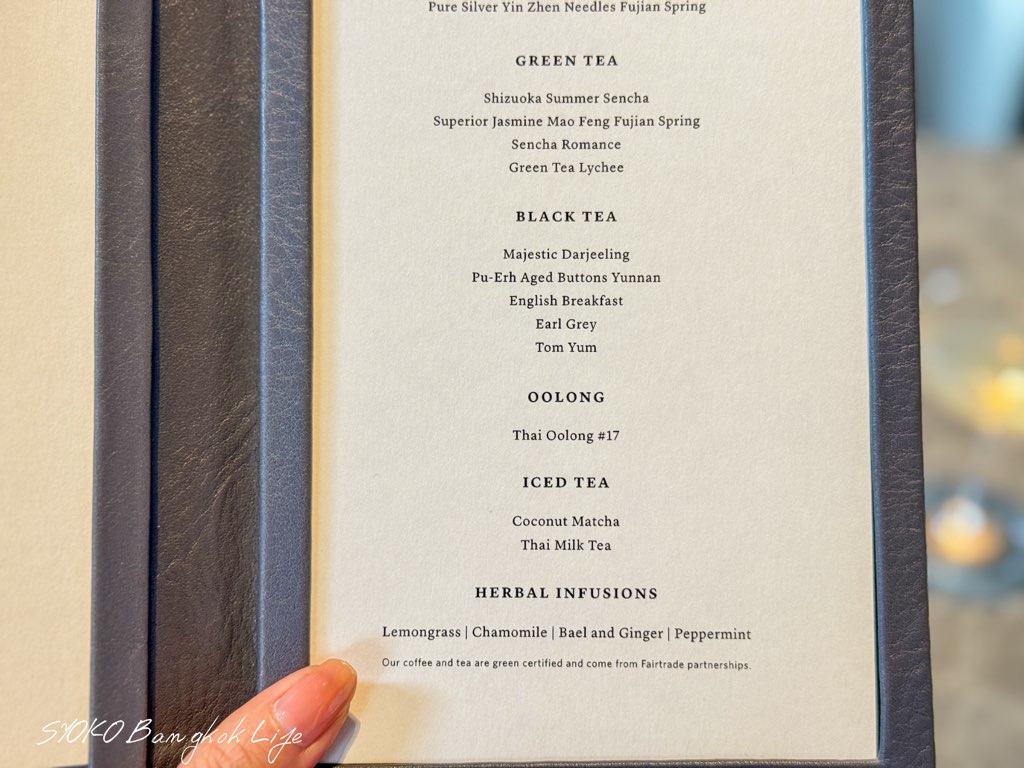 Pure Silver Yin Zhen Needles Fujian Spring
GREEN TEA
Shizuoka Summer Sencha
Superior Jasmine Mao Feng Fujian Spring
Sencha Romance
Green Tea Lychee
BLACK TEA
Majestic Darjeeling
Pu-Erh Aged Buttons Yunnan
English Breakfast
Earl Grey
Tom Yum
OOLONG
Thai Oolong #17
ICED TEA
Coconut Matcha
Thai Milk Tea
HERBAL INFUSIONS
Lemongrass | Chamomile | Bael and Ginger | Peppermint
Our coffee and tea are green certified and come from Fairtrade partnerships.
SYOKO Bangkok Life